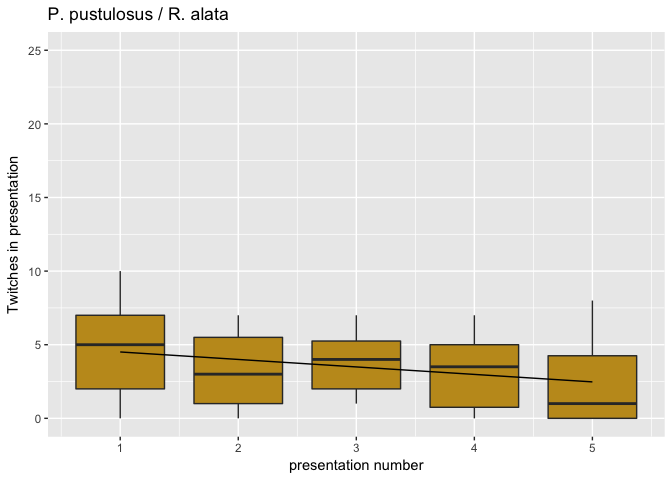 P. pustulosus / R. alata
Twitches in presentation
25
20
15
10
5
0
1 2 3 4 5
presentation number